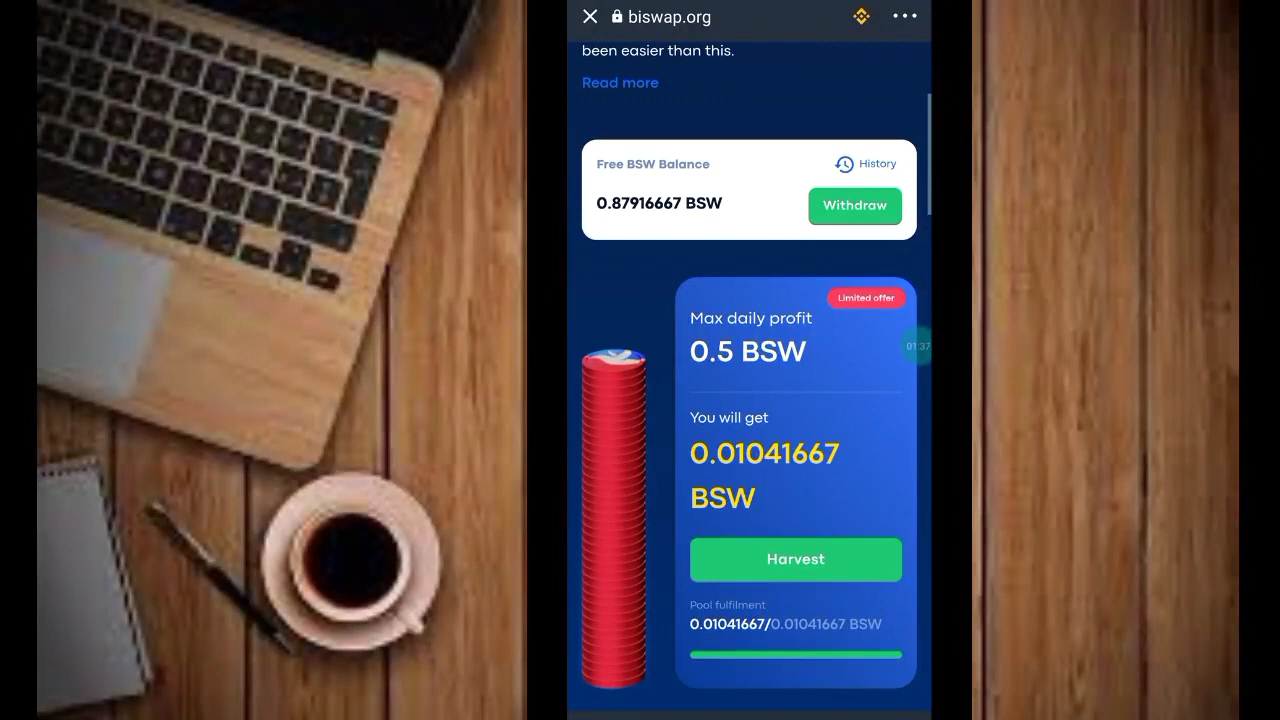 biswap.org
been easier than this.
Read more
Free BSW Balance
History
0.87916667 BSW
Withdraw
Limited offer
Max daily profit
0.5 BSW
01:37
You will get
0.01041667
BSW
Harvest
Pool fulfilment
0.01041667/0.01041667 BSW